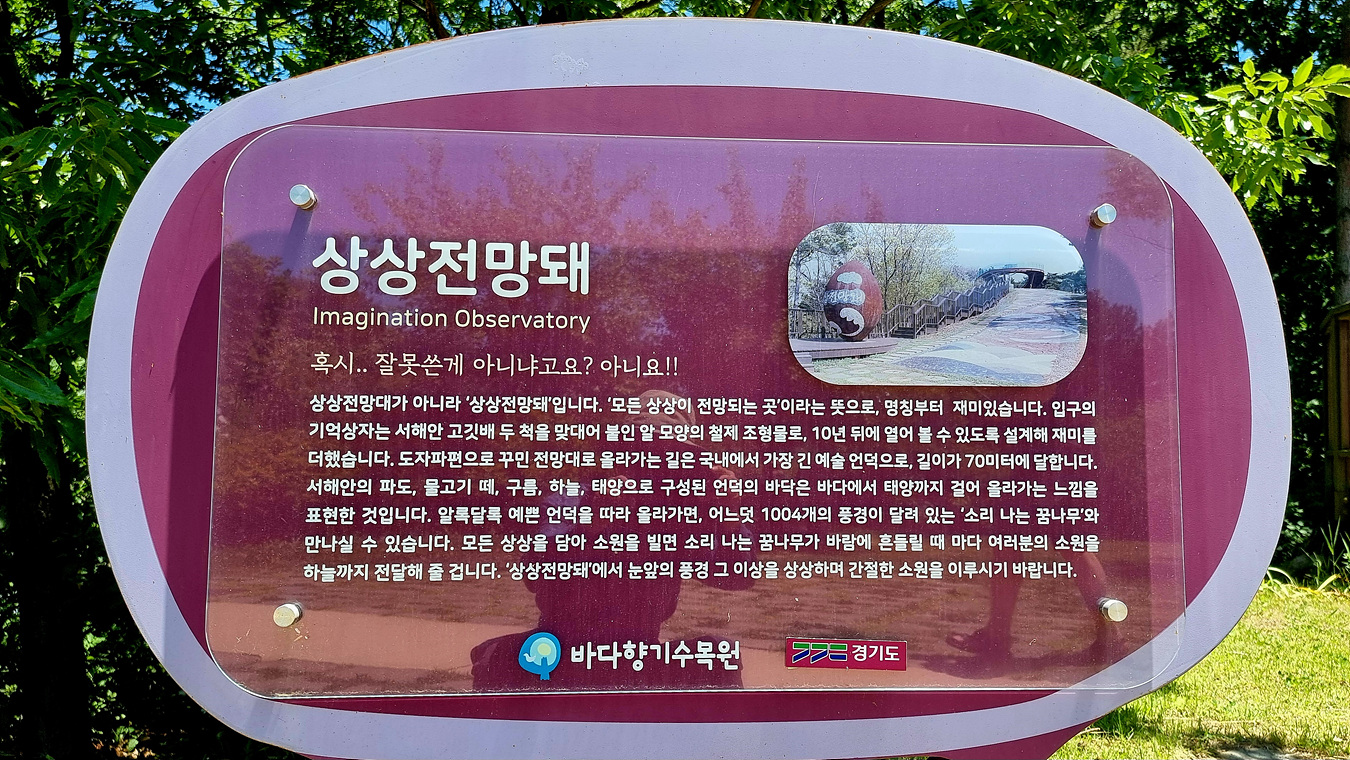 상상전망돼
Imagination Observatory
혹시.. 잘못쓴게 아니냐고요? 아니요!!
상상전망대가 아니라 ‘상상전망돼’입니다. ‘모든 상상이 전망되는 곳’이라는 뜻으로, 명칭부터 재미있습니다. 입구의
기억상자는 서해안 고깃배 두 척을 맞대어 붙인 알 모양의 철제 조형물로, 10년 뒤에 열어 볼 수 있도록 설계해 재미를
더했습니다. 도자파편으로 꾸민 전망대로 올라가는 길은 국내에서 가장 긴 예술 언덕으로, 길이가 70미터에 달합니다.
서해안의 파도, 물고기 떼, 구름, 하늘, 태양으로 구성된 언덕의 바닥은 바다에서 태양까지 걸어 올라가는 느낌을
표현한 것입니다. 알록달록 예쁜 언덕을 따라 올라가면, 어느덧 1004개의 풍경이 달려 있는 ‘소리 나는 꿈나무’와
만나실 수 있습니다. 모든 상상을 담아 소원을 빌면 소리 나는 꿈나무가 바람에 흔들릴 때 마다 여러분의 소원을
하늘까지 전달해 줄 겁니다. ‘상상전망돼’에서 눈앞의 풍경 그 이상을 상상하며 간절한 소원을 이루시기 바랍니다.
바다향기수목원
경기도